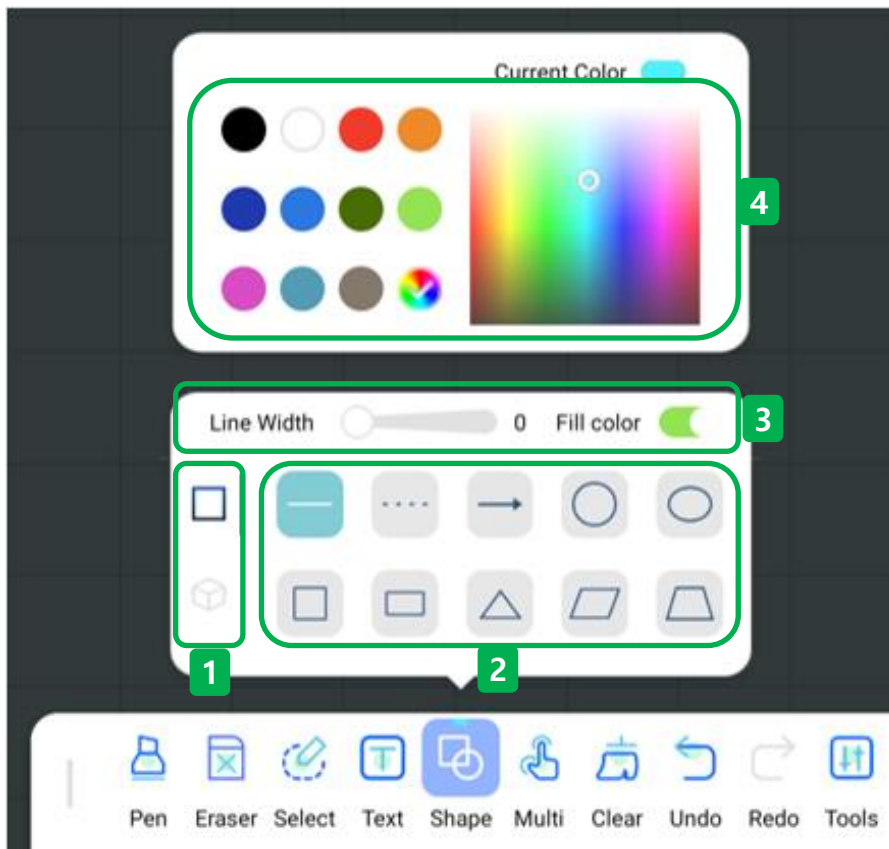 Current Color
4
Line Width 0 Fill color
3
1
2
Pen Eraser Select Text Shape Multi Clear Undo Redo Tools